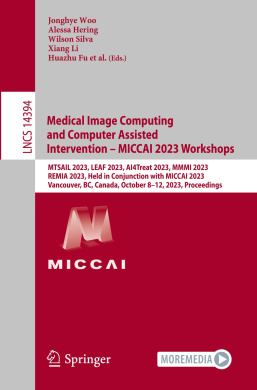 Jonghye Woo
Alessa Hering
Wilson Silva
Xiang Li
Huazhu Fu et al. (Eds.)
LNCS 14394
Medical Image Computing
and Computer Assisted
Intervention – MICCAI 2023 Workshops
MTSAIL 2023, LEAF 2023, AI4Treat 2023, MMMI 2023
REMIA 2023, Held in Conjunction with MICCAI 2023
Vancouver, BC, Canada, October 8–12, 2023, Proceedings
MICCAI
Springer
MOREMEDIA